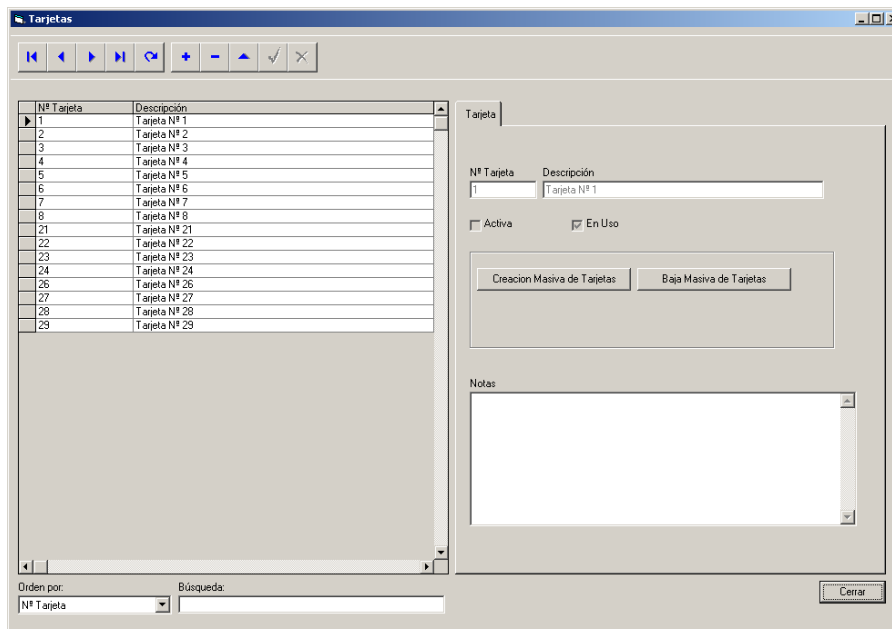 Tarjetas
Nº Tarjeta Descripción
1 Tarjeta Nº 1
2 Tarjeta Nº 2
3 Tarjeta Nº 3
4 Tarjeta Nº 4
5 Tarjeta Nº 5
6 Tarjeta Nº 6
7 Tarjeta Nº 7
8 Tarjeta Nº 8
21 Tarjeta Nº 21
22 Tarjeta Nº 22
23 Tarjeta Nº 23
24 Tarjeta Nº 24
26 Tarjeta Nº 26
27 Tarjeta Nº 27
28 Tarjeta Nº 28
29 Tarjeta Nº 29
Orden por: Búsqueda:
Nº Tarjeta
Tarjeta
Nº Tarjeta Descripción
1 Tarjeta Nº 1
Activa En Uso
Creacion Masiva de Tarjetas Baja Masiva de Tarjetas
Notas
Cerrar